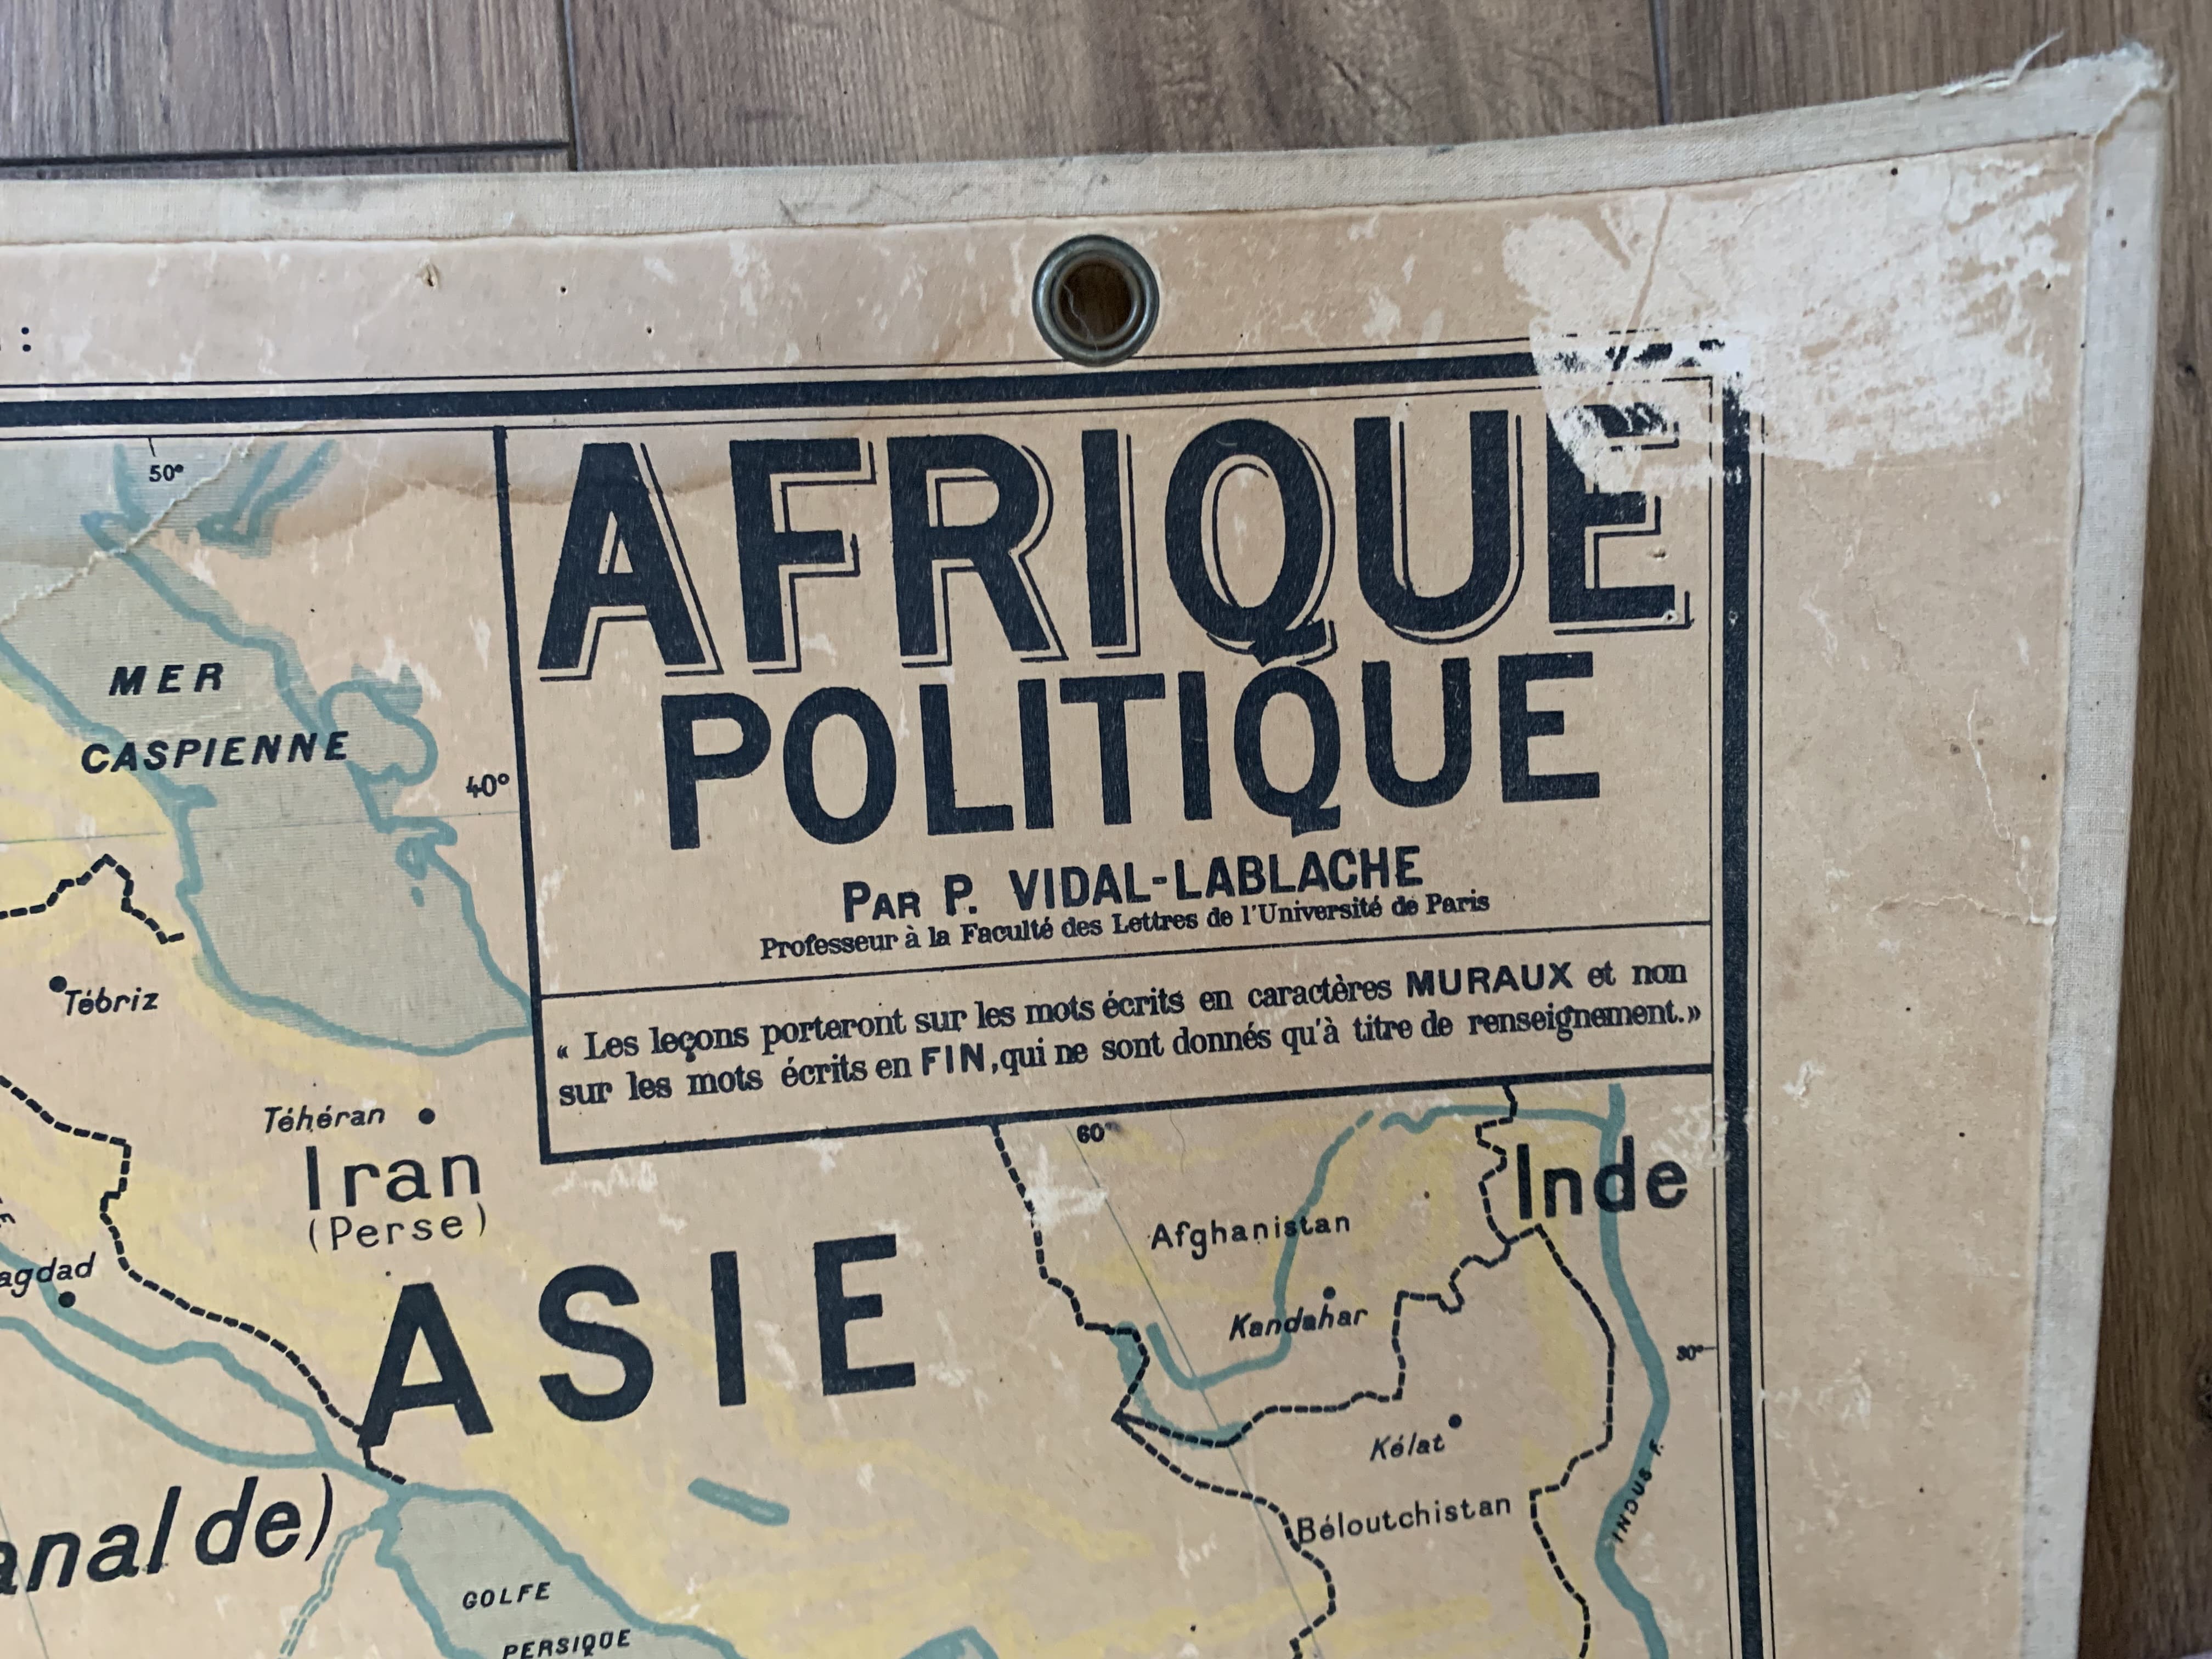 :
50°
AFRIQUE
POLITIQUE
PAR P. VIDAL-LABLACHE
Professeur à la Faculté des Lettres de l'Université de Paris
« Les leçons porteront sur les mots écrits en caractères MURAUX et non
sur les mots écrits en FIN, qui ne sont donnés qu'à titre de renseignement.»
MER
CASPIENNE
40°
Tébriz
Téhéran
Iran
(Perse)
agdad
ASIE
60°
Inde
Afghanistan
Kandahar
30°
Kélat
INDUS F.
Béloutchistan
anal de)
GOLFE
PERSIQUE